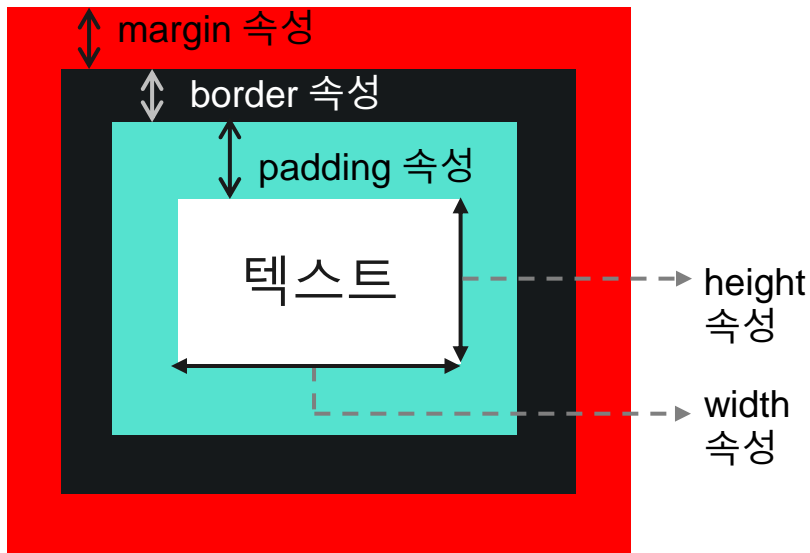 margin 속성
border 속성
padding 속성
텍스트
height
속성
width
속성